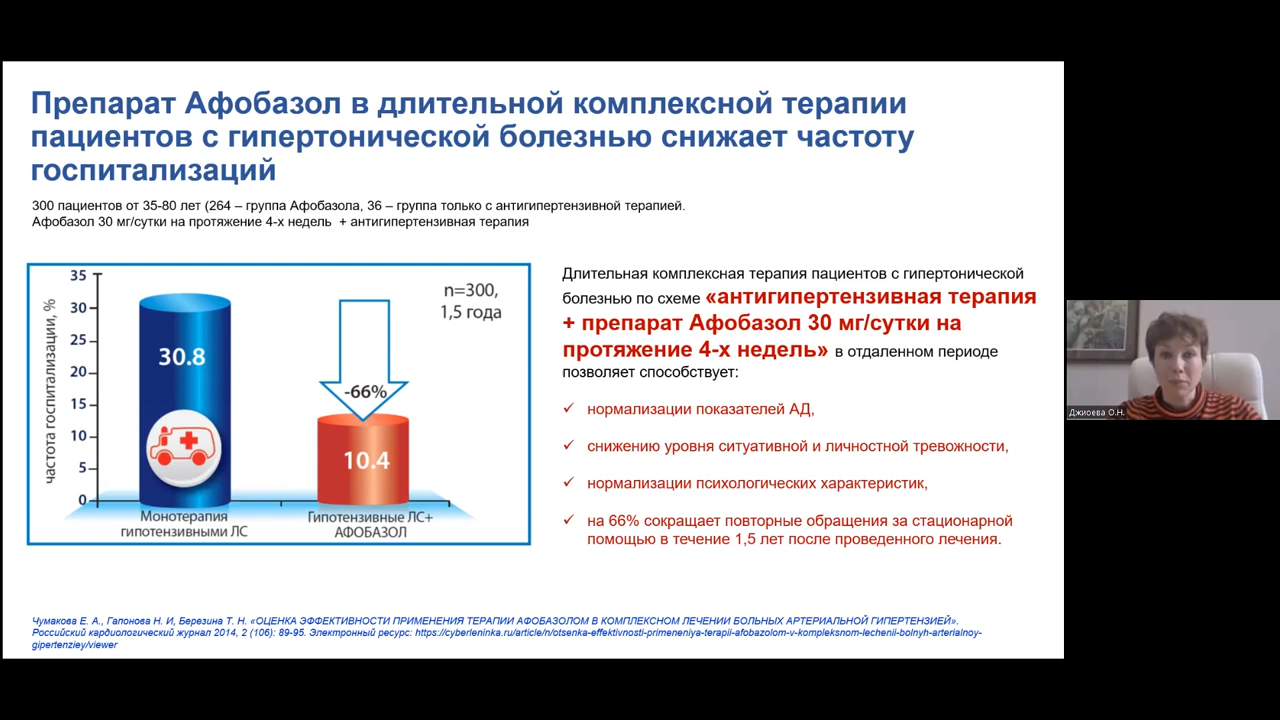 Препарат Афобазол в длительной комплексной терапии
пациентов с гипертонической болезнью снижает частоту
госпитализаций
300 пациентов от 35-80 лет (264 – группа Афобазола, 36 – группа только с антигипертензивной терапией.
Афобазол 30 мг/сутки на протяжение 4-х недель + антигипертензивная терапия
частота госпитализации, %
35
30
25
20
15
10
5
0
n=300,
1,5 года
30.8
-66%
10.4
Монотерапия
гипотензивными ЛС
Гипотензивные ЛС+
АФОБАЗОЛ
Длительная комплексная терапия пациентов с гипертонической
болезнью по схеме «антигипертензивная терапия
+ препарат Афобазол 30 мг/сутки на
протяжение 4-х недель» в отдаленном периоде
позволяет способствует:
✓ нормализации показателей АД,
✓ снижению уровня ситуативной и личностной тревожности,
✓ нормализации психологических характеристик,
✓ на 66% сокращает повторные обращения за стационарной
помощью в течение 1,5 лет после проведенного лечения.
Джиоева О.Н.
Чумакова Е. А., Гапонова Н. И, Березина Т. Н. «ОЦЕНКА ЭФФЕКТИВНОСТИ ПРИМЕНЕНИЯ ТЕРАПИИ АФОБАЗОЛОМ В КОМПЛЕКСНОМ ЛЕЧЕНИИ БОЛЬНЫХ АРТЕРИАЛЬНОЙ ГИПЕРТЕНЗИЕЙ».
Российский кардиологический журнал 2014, 2 (106): 89-95. Электронный ресурс: https://cyberleninka.ru/article/n/otsenka-effektivnosti-primeneniya-terapii-afobazolom-v-kompleksnom-lechenii-bolnyh-arterialnoy-
gipertenziey/viewer